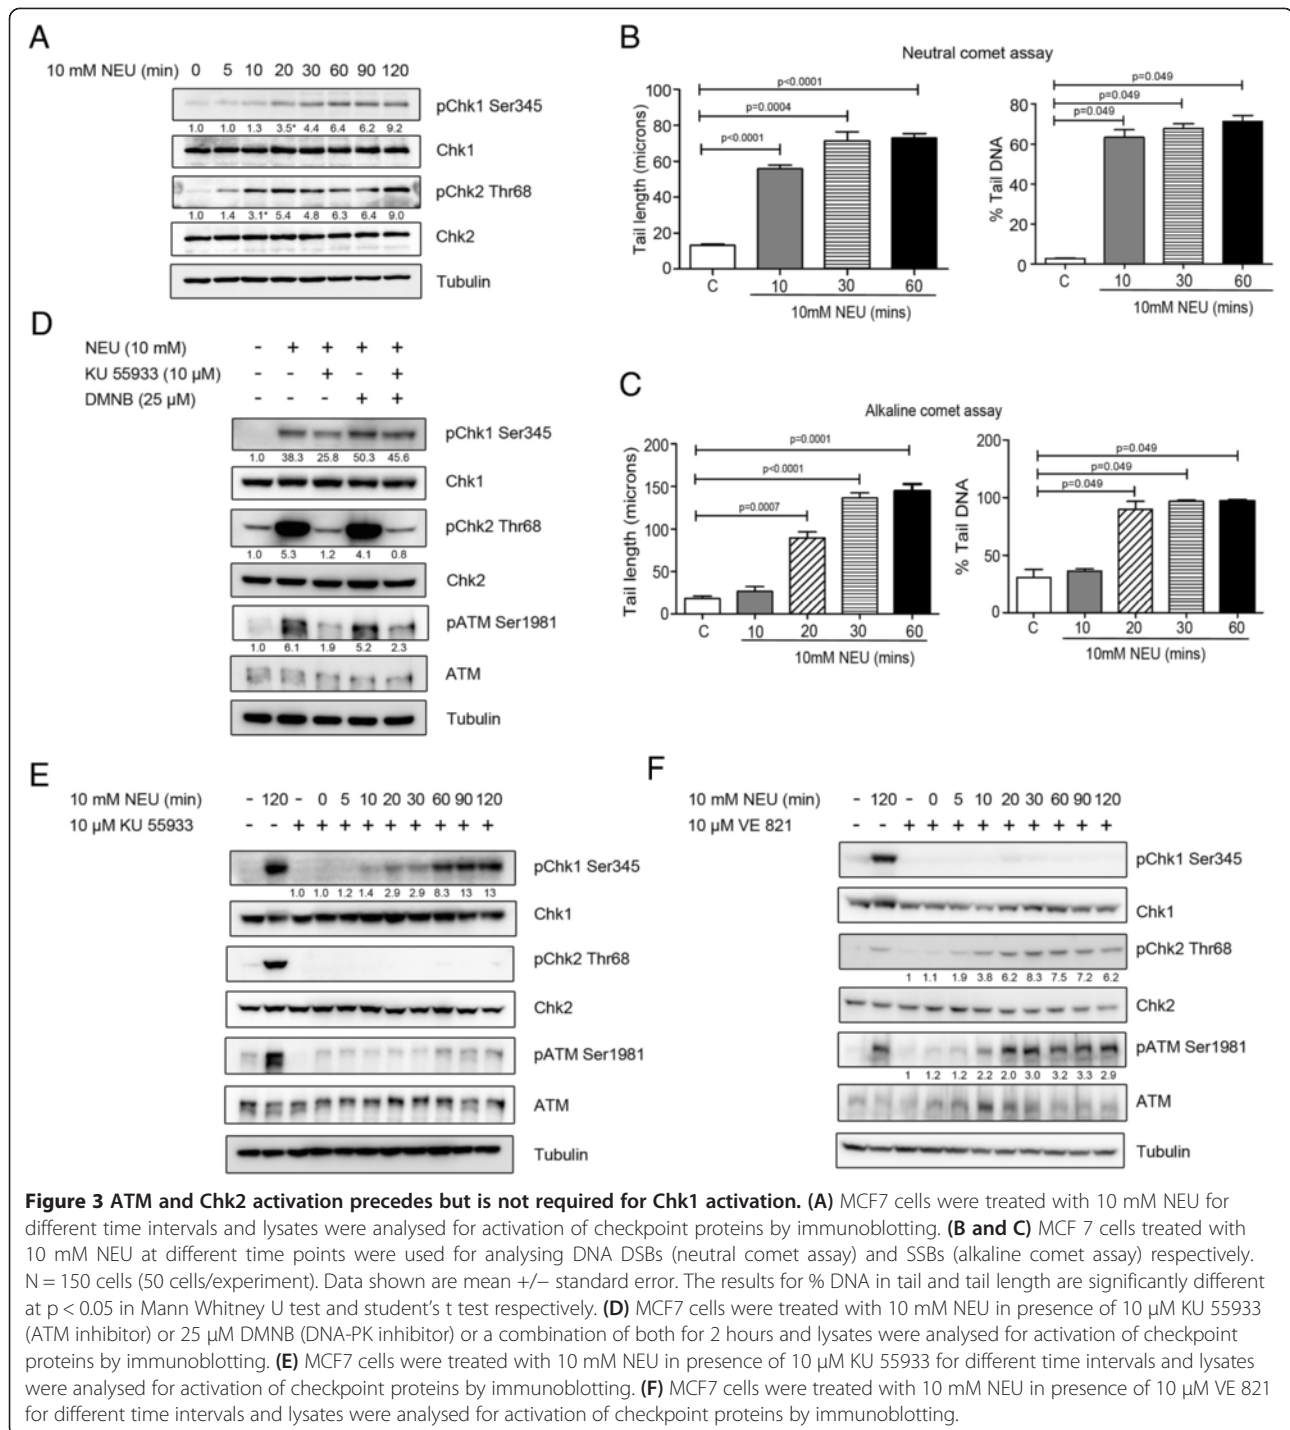 A
10 mM NEU (min) 0 5 10 20 30 60 90 120
pChk1 Ser345
1.0 1.0 1.3 3.5* 4.4 6.4 6.2 9.2
Chk1
pChk2 Thr68
1.0 1.4 3.1* 5.4 4.8 6.3 6.4 9.0
Chk2
Tubulin
B
Neutral comet assay
p<0.0001
p=0.0004
p<0.0001
Tail length (microns)
100
80
60
40
20
0
C 10 30 60
10mM NEU (mins)
p=0.049
p=0.049
p=0.049
% Tail DNA
80
60
40
20
0
C 10 30 60
10mM NEU (mins)
D
NEU (10 mM) - + + + +
KU 55933 (10 µM) - - + - +
DMNB (25 µM) - - - + +
pChk1 Ser345
1.0 38.3 25.8 50.3 45.6
Chk1
pChk2 Thr68
1.0 5.3 1.2 4.1 0.8
Chk2
pATM Ser1981
1.0 6.1 1.9 5.2 2.3
ATM
Tubulin
C
Alkaline comet assay
p=0.0001
p<0.0001
p=0.0007
Tail length (microns)
200
150
100
50
0
C 10 20 30 60
10mM NEU (mins)
p=0.049
p=0.049
p=0.049
% Tail DNA
200
100
50
0
C 10 20 30 60
10mM NEU (mins)
E
10 mM NEU (min) - 120 - 0 5 10 20 30 60 90 120
10 µM KU 55933 - - + + + + + + + + +
pChk1 Ser345
1.0 1.0 1.2 1.4 2.9 2.9 8.3 13 13
Chk1
pChk2 Thr68
Chk2
pATM Ser1981
ATM
Tubulin
F
10 mM NEU (min) - 120 - 0 5 10 20 30 60 90 120
10 µM VE 821 - - + + + + + + + + +
pChk1 Ser345
Chk1
pChk2 Thr68
1 1.1 1.9 3.8 6.2 8.3 7.5 7.2 6.2
Chk2
pATM Ser1981
1 1.2 1.2 2.2 2.0 3.0 3.2 3.3 2.9
ATM
Tubulin
Figure 3 ATM and Chk2 activation precedes but is not required for Chk1 activation. (A) MCF7 cells were treated with 10 mM NEU for
different time intervals and lysates were analysed for activation of checkpoint proteins by immunoblotting. (B and C) MCF 7 cells treated with
10 mM NEU at different time points were used for analysing DNA DSBs (neutral comet assay) and SSBs (alkaline comet assay) respectively.
N = 150 cells (50 cells/experiment). Data shown are mean +/− standard error. The results for % DNA in tail and tail length are significantly different
at p < 0.05 in Mann Whitney U test and student's t test respectively. (D) MCF7 cells were treated with 10 mM NEU in presence of 10 µM KU 55933
(ATM inhibitor) or 25 µM DMNB (DNA-PK inhibitor) or a combination of both for 2 hours and lysates were analysed for activation of checkpoint
proteins by immunoblotting. (E) MCF7 cells were treated with 10 mM NEU in presence of 10 µM KU 55933 for different time intervals and lysates
were analysed for activation of checkpoint proteins by immunoblotting. (F) MCF7 cells were treated with 10 mM NEU in presence of 10 µM VE 821
for different time intervals and lysates were analysed for activation of checkpoint proteins by immunoblotting.